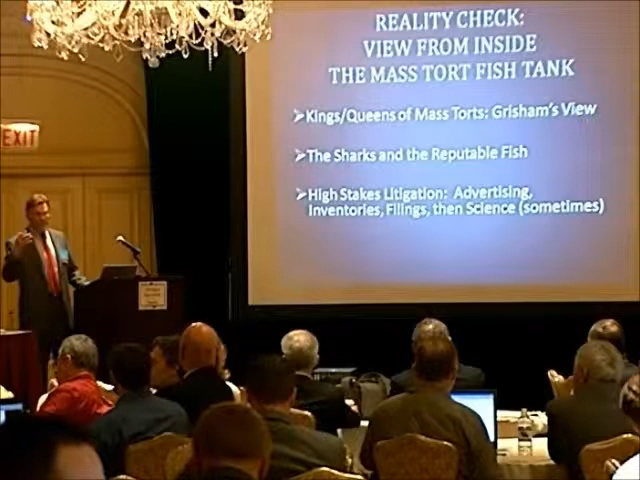 REALITY CHECK:
VIEW FROM INSIDE
THE MASS TORT FISH TANK
➢Kings/Queens of Mass Torts: Grisham's View
➢The Sharks and the Reputable Fish
➢High Stakes Litigation: Advertising,
Inventories, Filings, then Science (sometimes)
EXIT